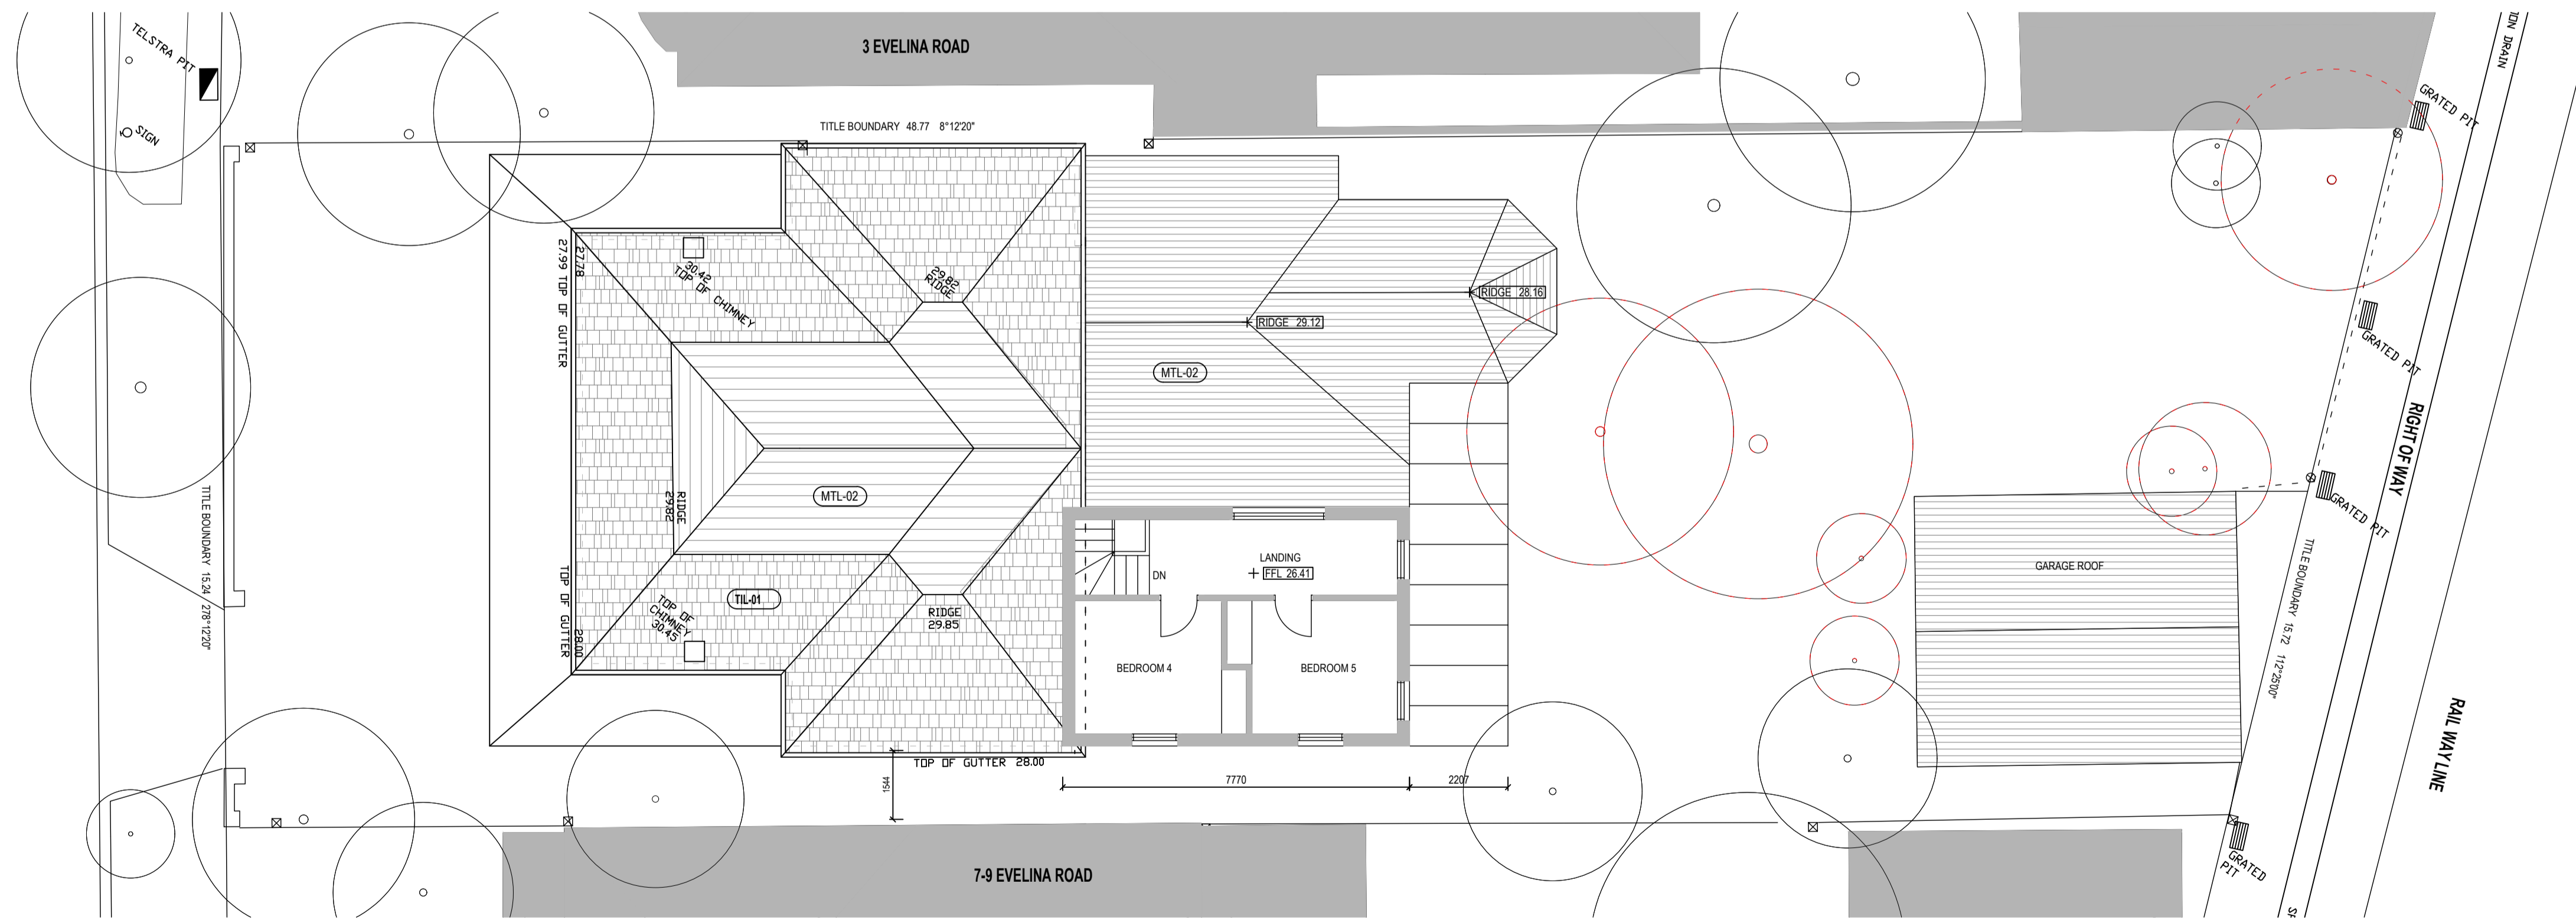 3 EVELINA ROAD
TELSTRA PIT
SIGN
TITLE BOUNDARY 48.77 8°12'20"
ION DRAIN
GRATED PIT
27.99 TOP OF GUTTER
27.78
30.42
TOP OF CHIMNEY
29.82
RIDGE
RIDGE 28.16
RIDGE 29.12
MTL-02
GRATED PIT
RIGHT OF WAY
TITLE BOUNDARY 15.24 278°12'20"
RIDGE
29.82
MTL-02
GRATED PIT
LANDING
FFL 26.41
DN
GARAGE ROOF
TITLE BOUNDARY 15.72 112°25'00"
TOP OF GUTTER
28.00
TIL-01
TOP OF
CHIMNEY
30.45
RIDGE
29.85
BEDROOM 4
BEDROOM 5
RAIL WAY LINE
TOP OF GUTTER 28.00
1544
7770
2207
7-9 EVELINA ROAD
GRATED
PIT